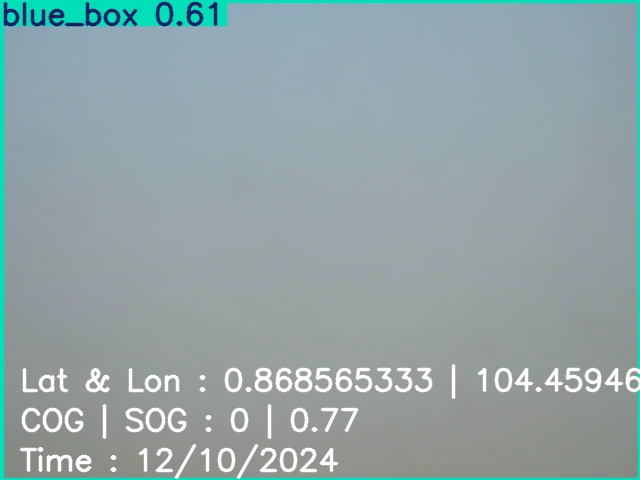 blue_box 0.61
Lat & Lon : 0.868565333 | 104.45946
COG | SOG : 0 | 0.77
Time : 12/10/2024